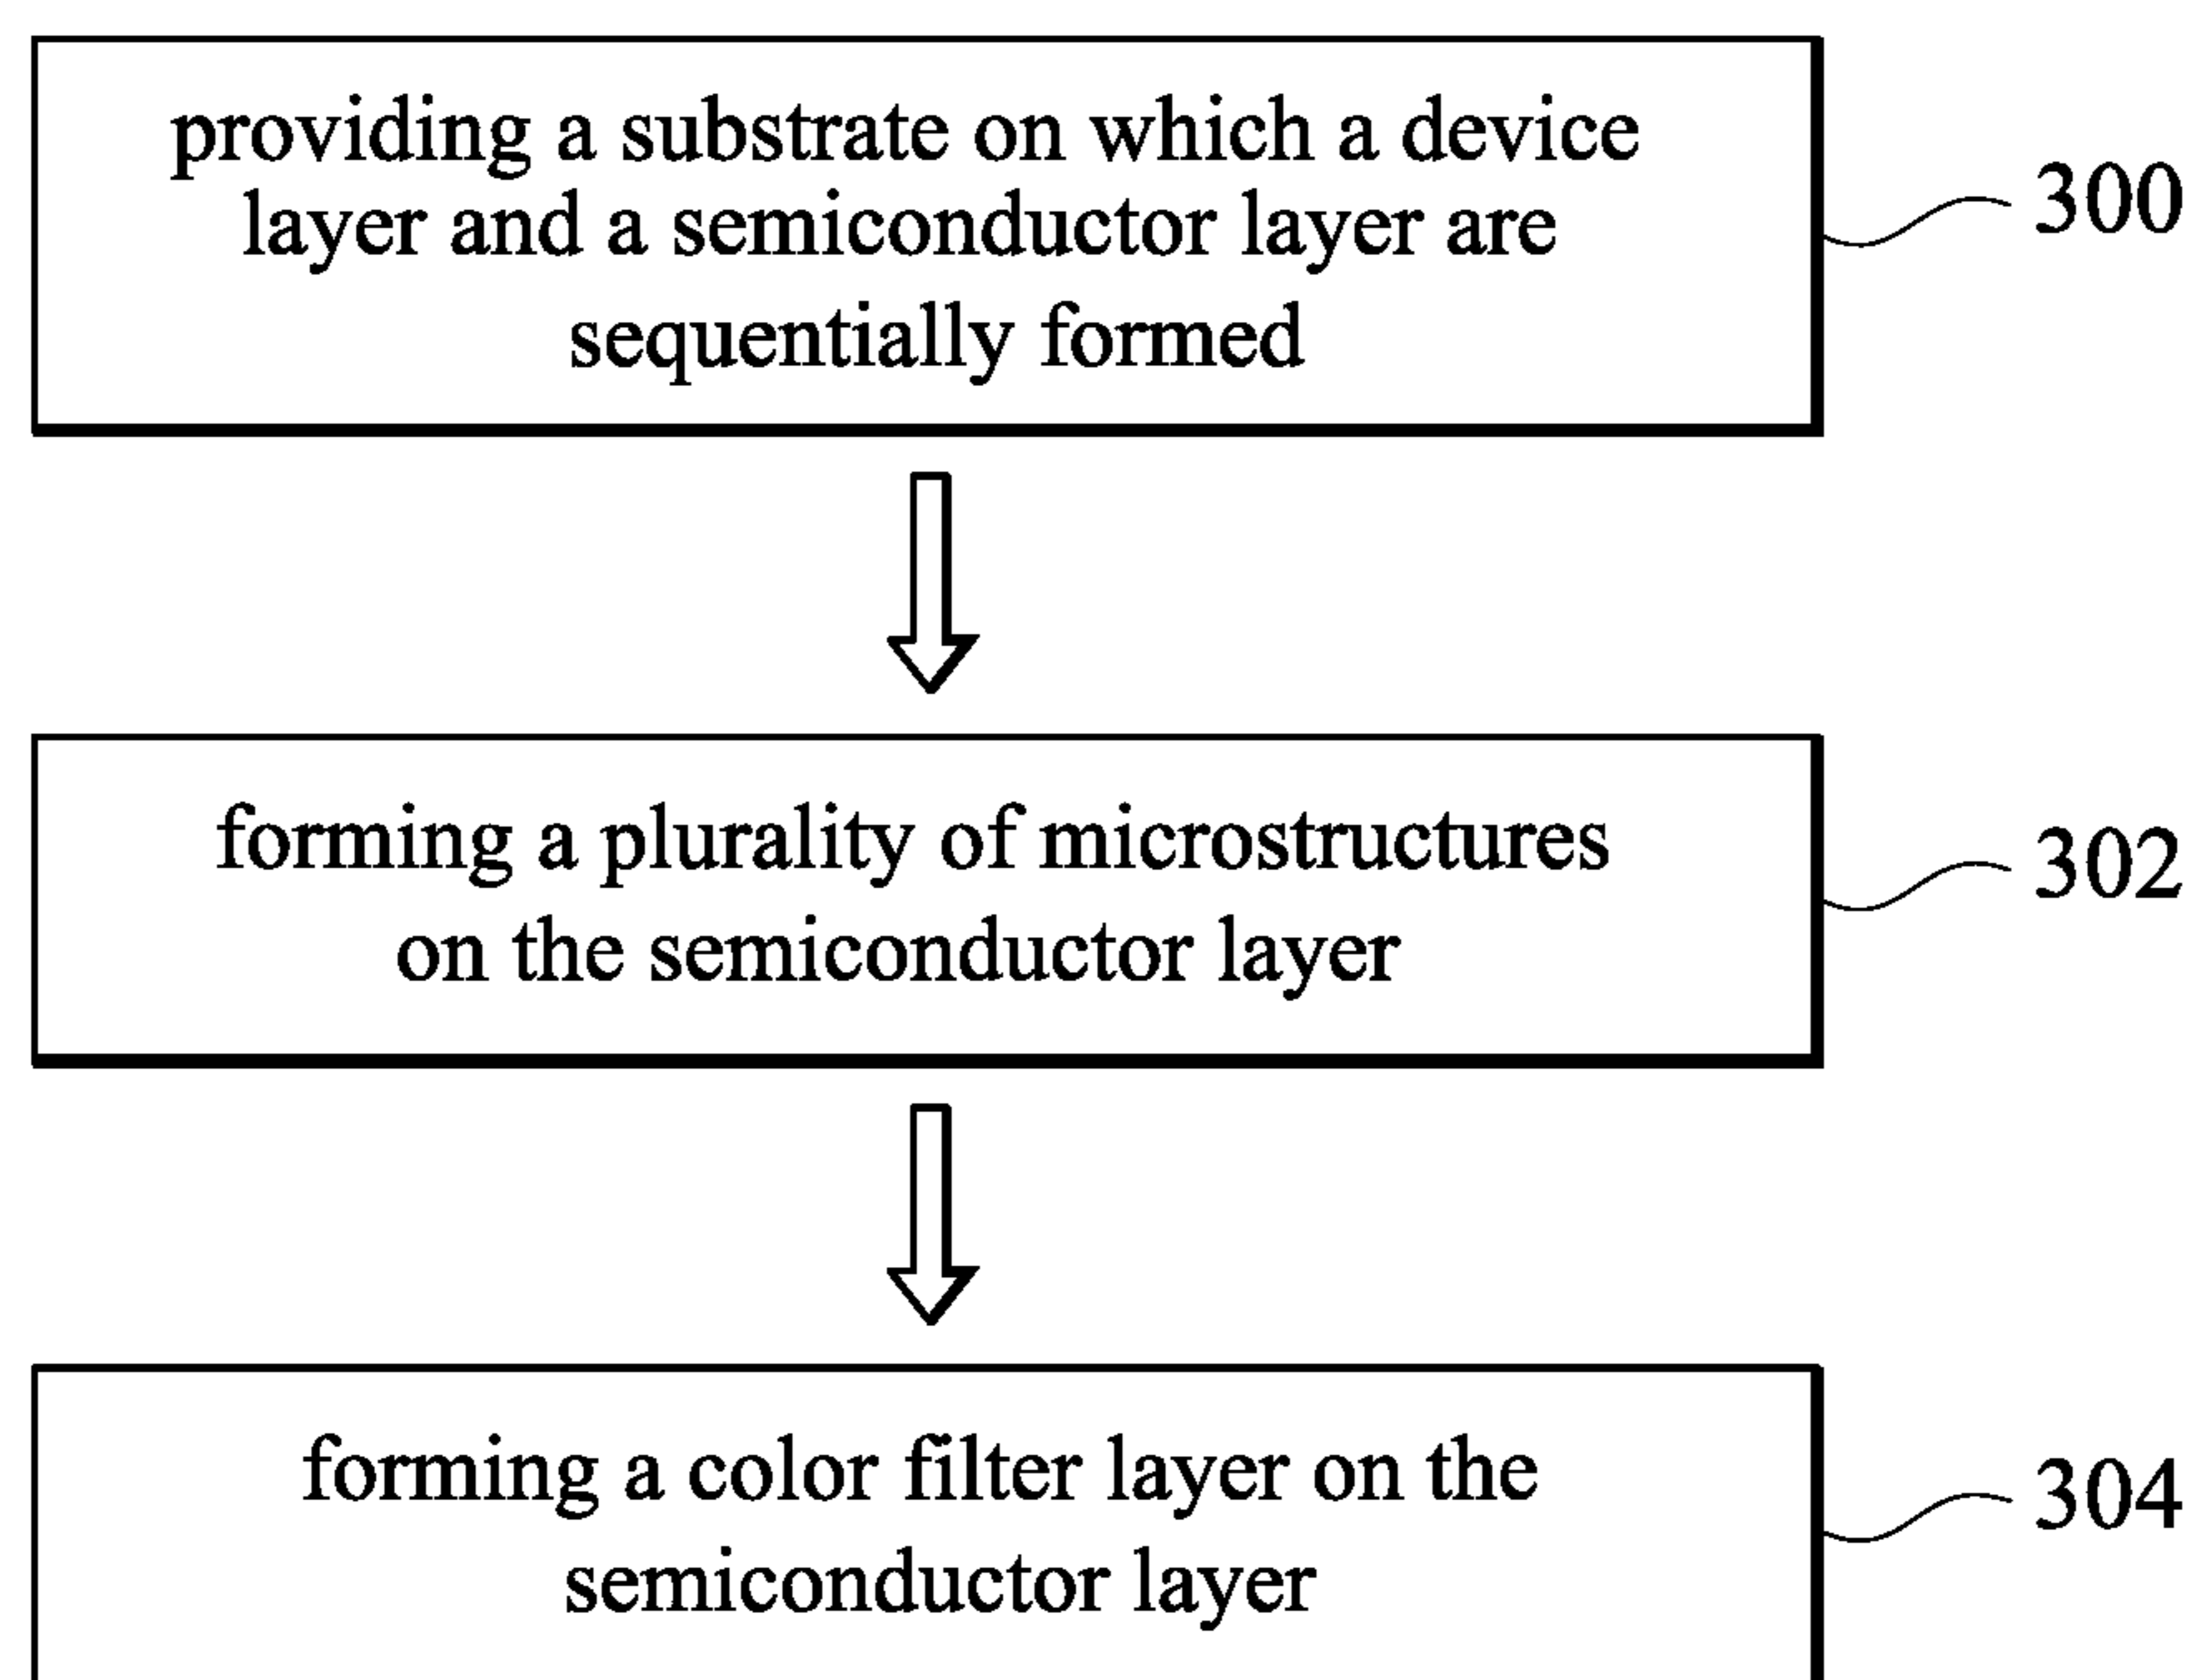 providing a substrate on which a device
layer and a semiconductor layer are
sequentially formed
300
forming a plurality of microstructures
on the semiconductor layer
302
forming a color filter layer on the
semiconductor layer
304